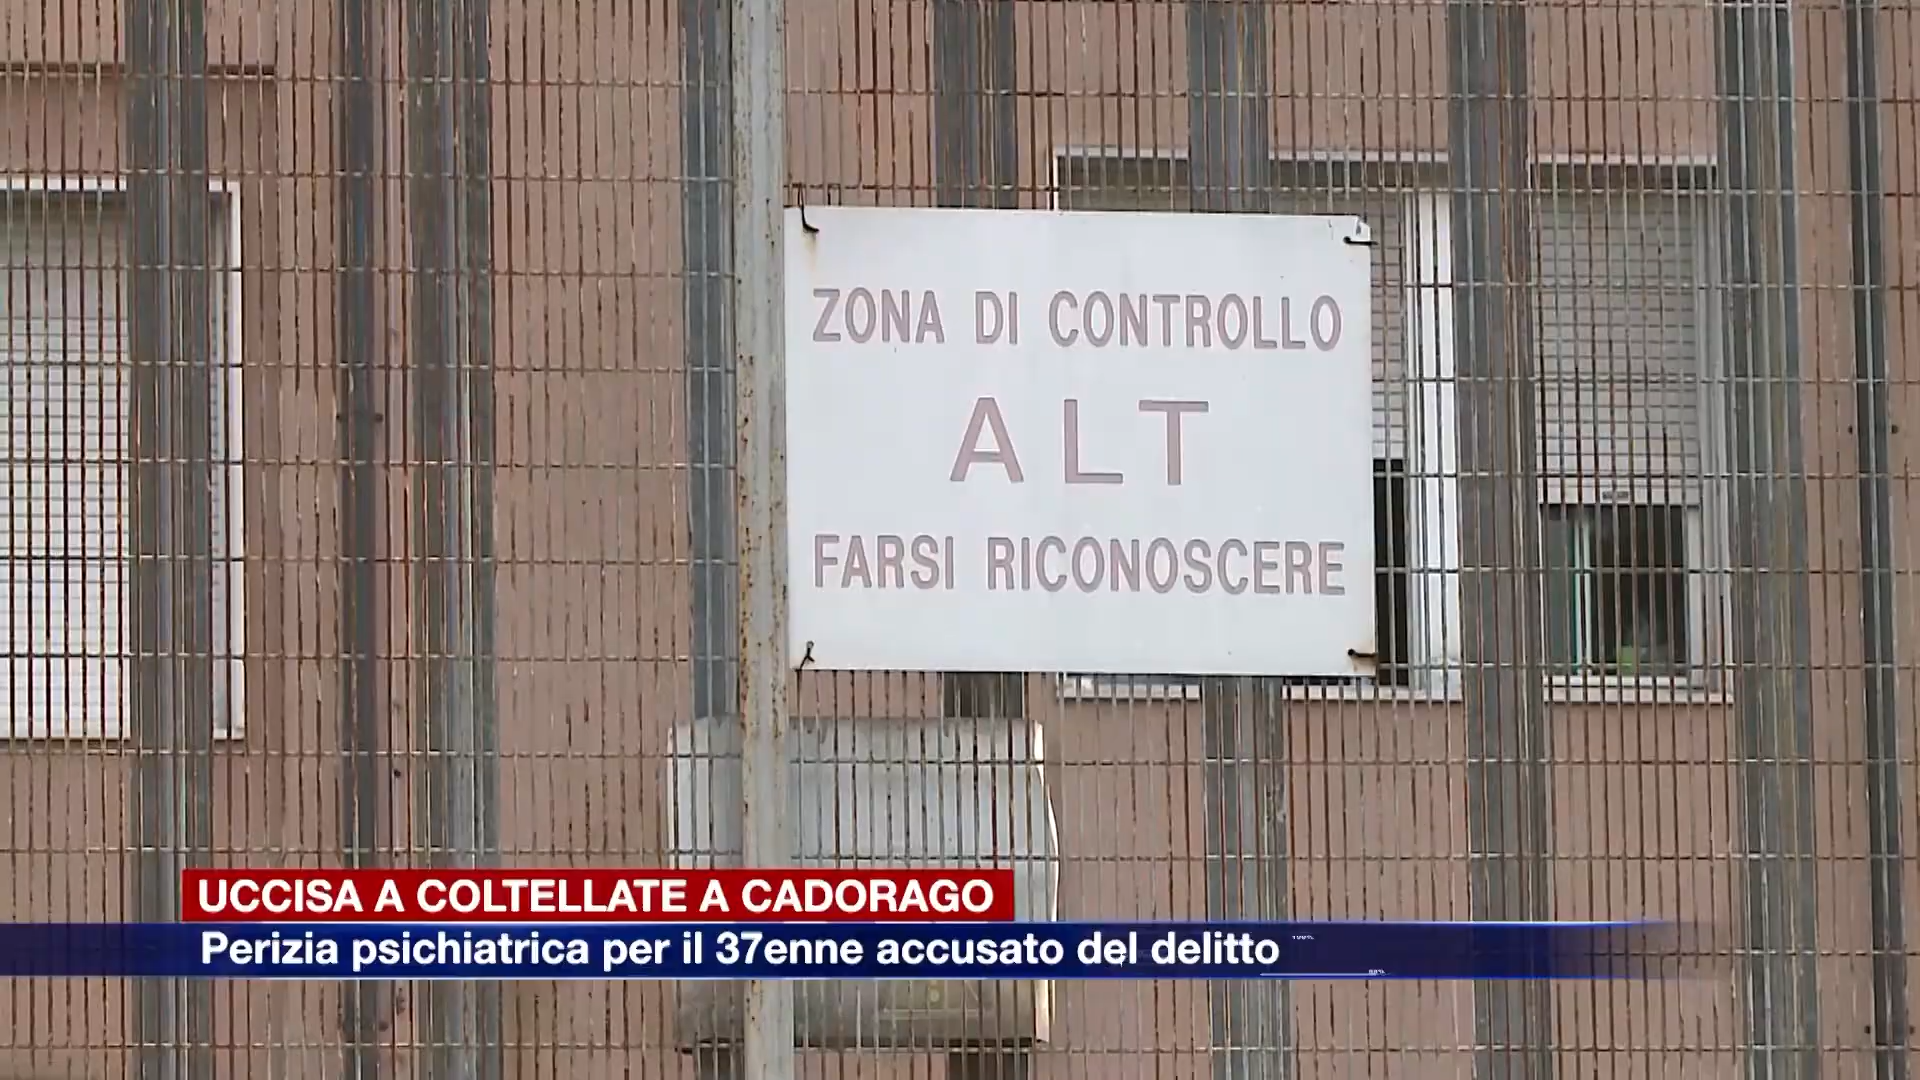 ZONA DI CONTROLLO
ALT
FARSI RICONOSCERE
UCCISA A COLTELLATE A CADORAGO
Perizia psichiatrica per il 37enne accusato del delitto